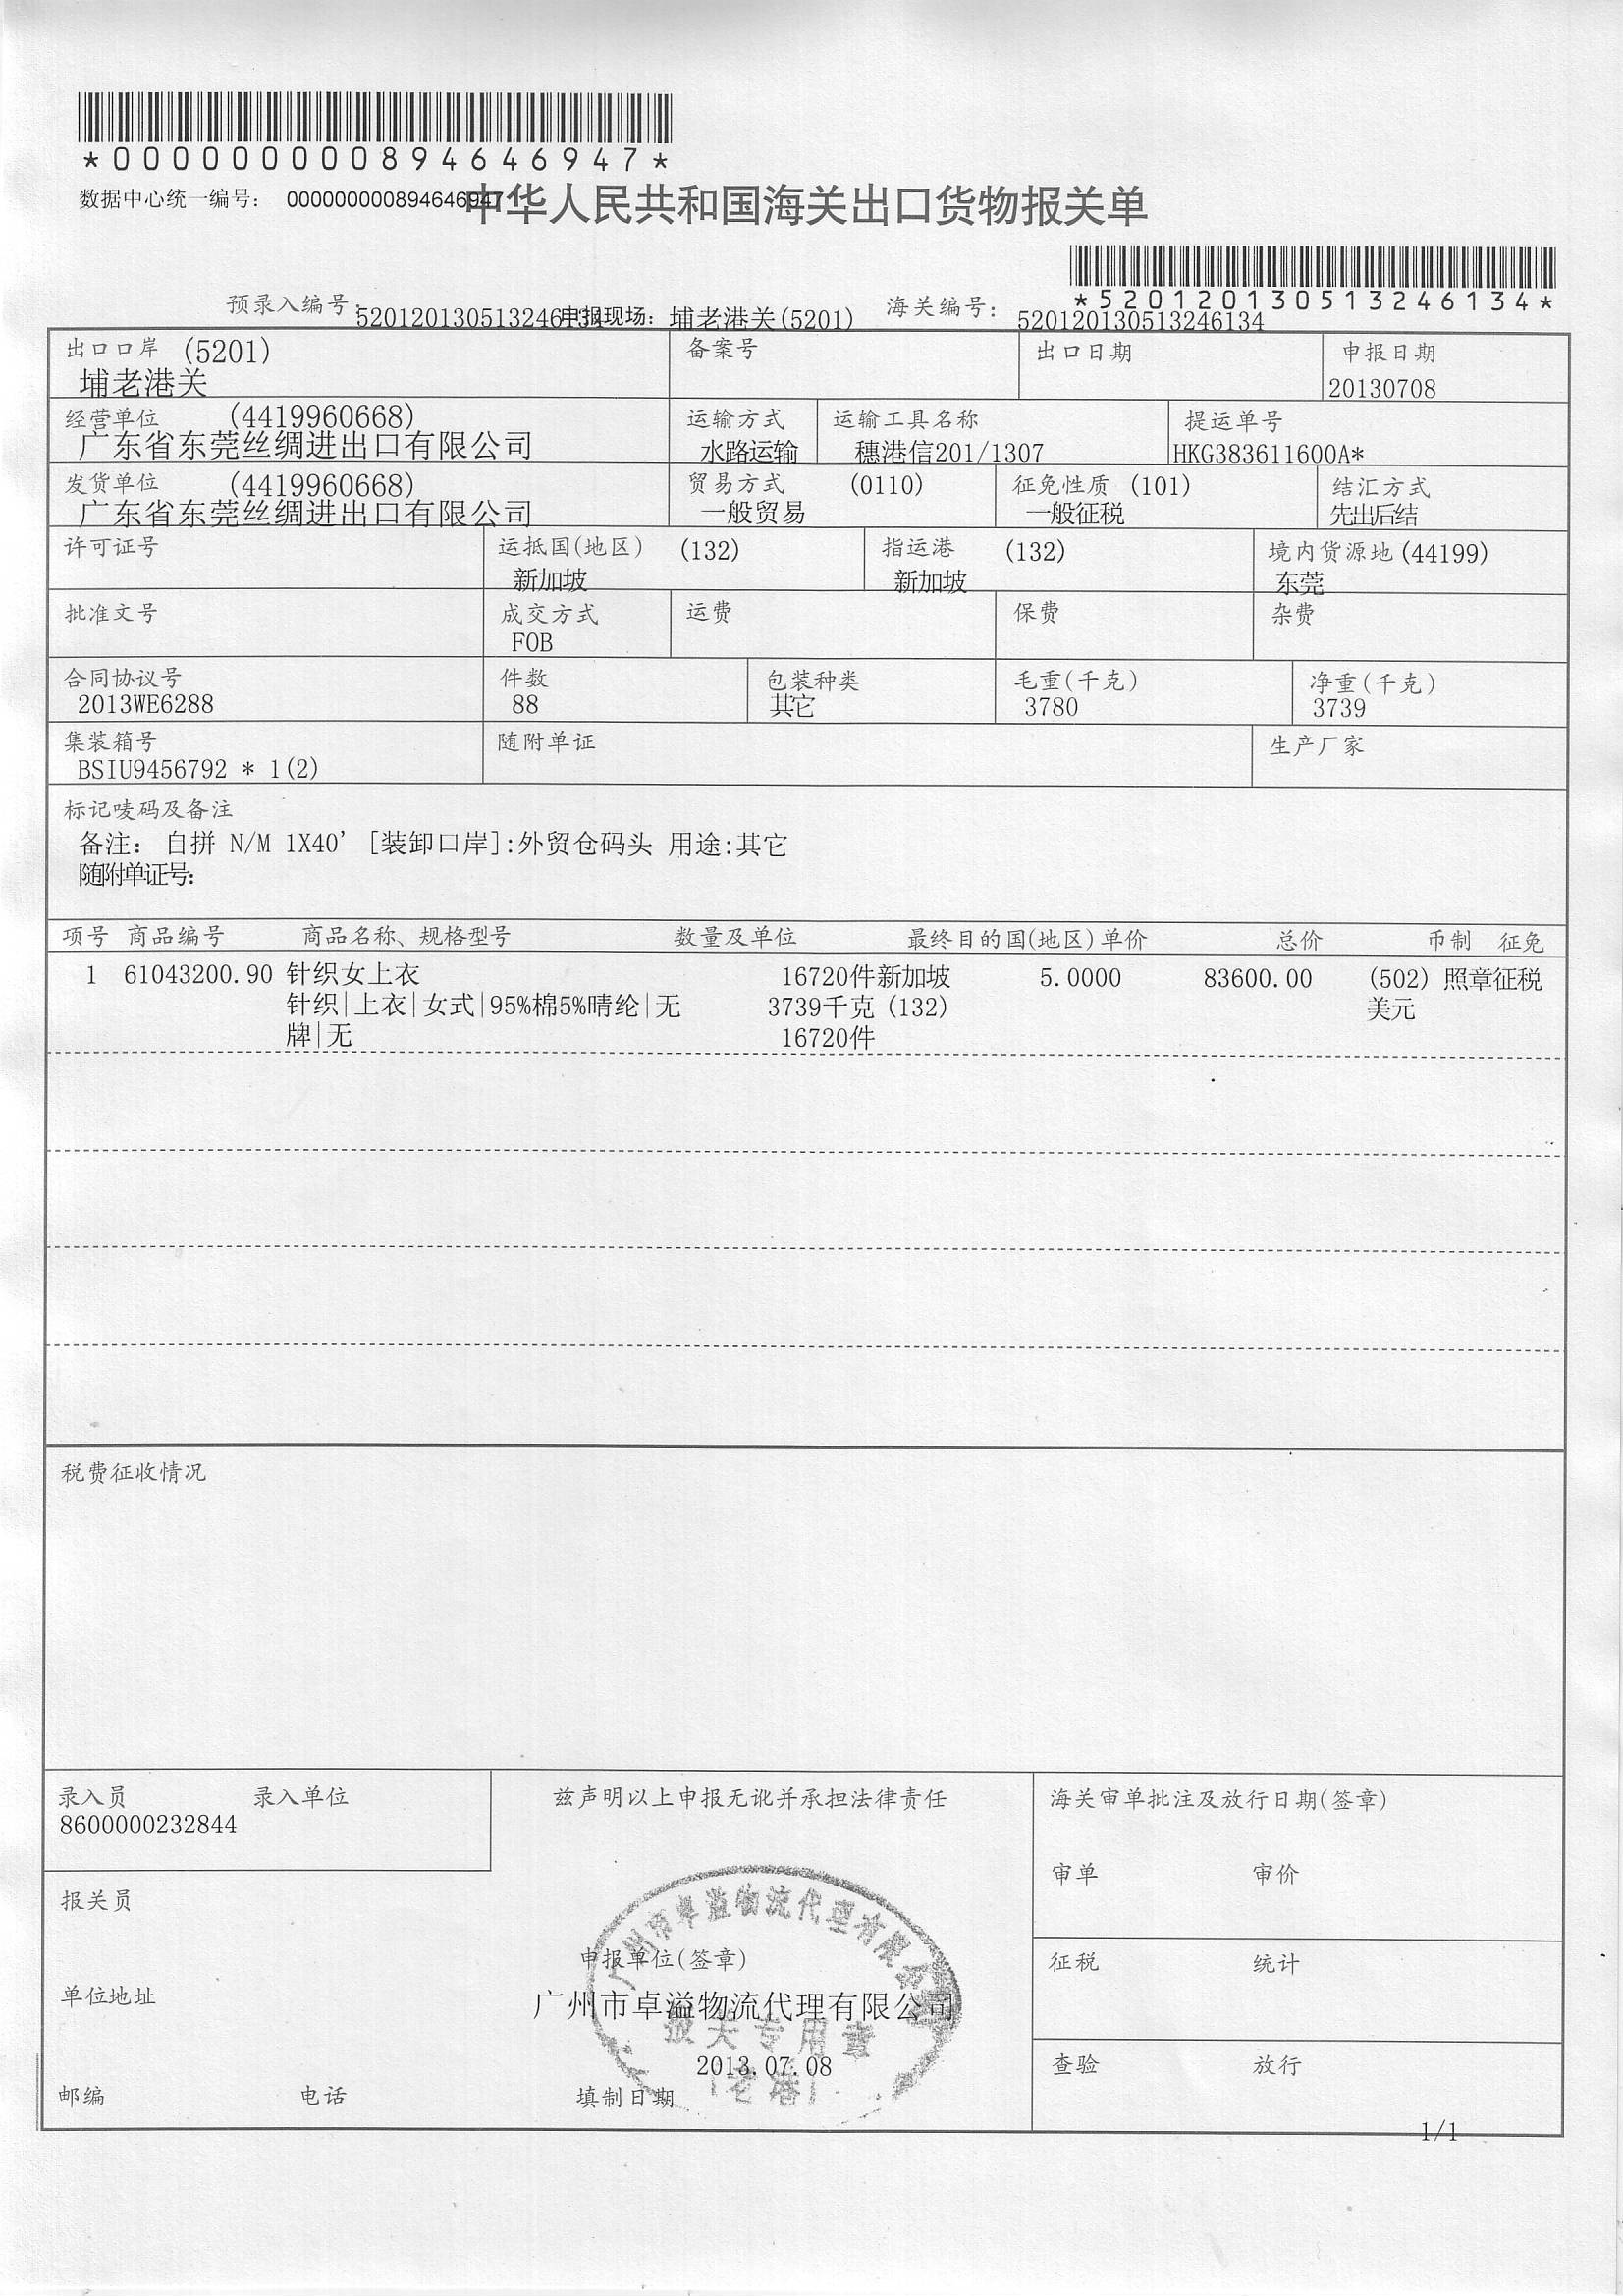 *000000000894646947*
数据中心统一编号: 000000000894646947
中华人民共和国海关出口货物报关单
*520120130513246134*
预录入编号: 520120130513246134 申报现场: 埔老港关(5201) 海关编号: 520120130513246134
出口口岸 (5201) 备案号 出口日期 申报日期
埔老港关 20130708
经营单位 (4419960668) 运输方式 运输工具名称 提运单号
广东省东莞丝绸进出口有限公司 水路运输 穗港信201/1307 HKG383611600A*
发货单位 (4419960668) 贸易方式 (0110) 征免性质 (101) 结汇方式
广东省东莞丝绸进出口有限公司 一般贸易 一般征税 先出后结
许可证号 运抵国(地区) (132) 指运港 (132) 境内货源地(44199)
新加坡 新加坡 东莞
批准文号 成交方式 运费 保费 杂费
FOB
合同协议号 件数 包装种类 毛重(千克) 净重(千克)
2013WE6288 88 其它 3780 3739
集装箱号 随附单证 生产厂家
BSIU9456792 * 1(2)
标记唛码及备注
备注: 自拼 N/M 1X40' [装卸口岸]:外贸仓码头 用途:其它
随附单证号:
项号 商品编号 商品名称、规格型号 数量及单位 最终目的国(地区)单价 总价 币制 征免
1 61043200.90 针织女上衣 16720件新加坡 5.0000 83600.00 (502) 照章征税
针织|上衣|女式|95%棉5%晴纶|无 3739千克 (132) 美元
牌|无 16720件
税费征收情况
录入员 录入单位 兹声明以上申报无讹并承担法律责任 海关审单批注及放行日期(签章)
8600000232844
审单 审价
报关员
广州市卓溢物流代理有限公司
申报单位(签章) 征税 统计
单位地址 广州市卓溢物流代理有限公司
报关专用章
2013.07.08 查验 放行
(老港)
邮编 电话 填制日期
1/1